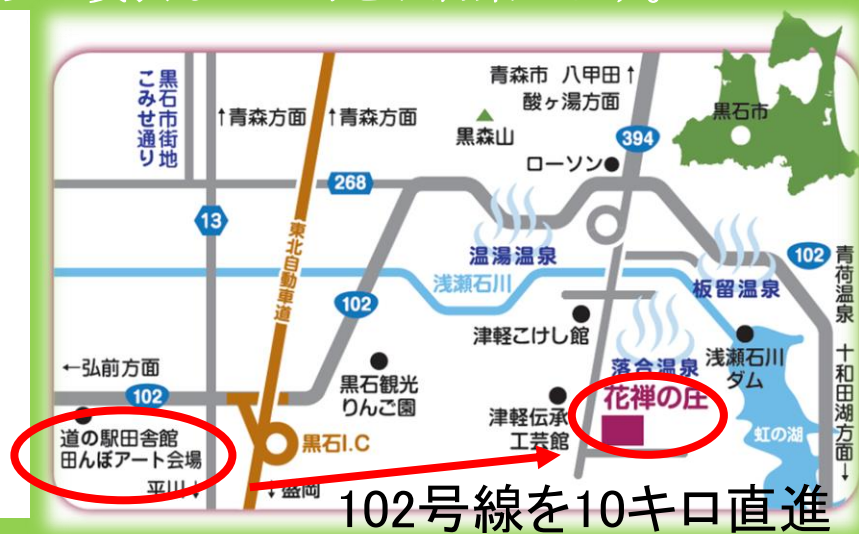 黒石市街地
こみせ通り
↑青森方面
↑青森方面
青森市 八甲田↑
酸ヶ湯方面
黒森山
394
黒石市
ローソン
268
13
東北自動車道
温湯温泉
浅瀬石川
102
板留温泉
102
青荷温泉
十和田湖方面→
102
津軽こけし館
浅瀬石川
ダム
←弘前方面
黒石観光
りんご園
落合温泉
花禅の庄
津軽伝承
工芸館
虹の湖
道の駅田舎館
田んぼアート会場
黒石I.C
平川↓
↓盛岡
102号線を10キロ直進